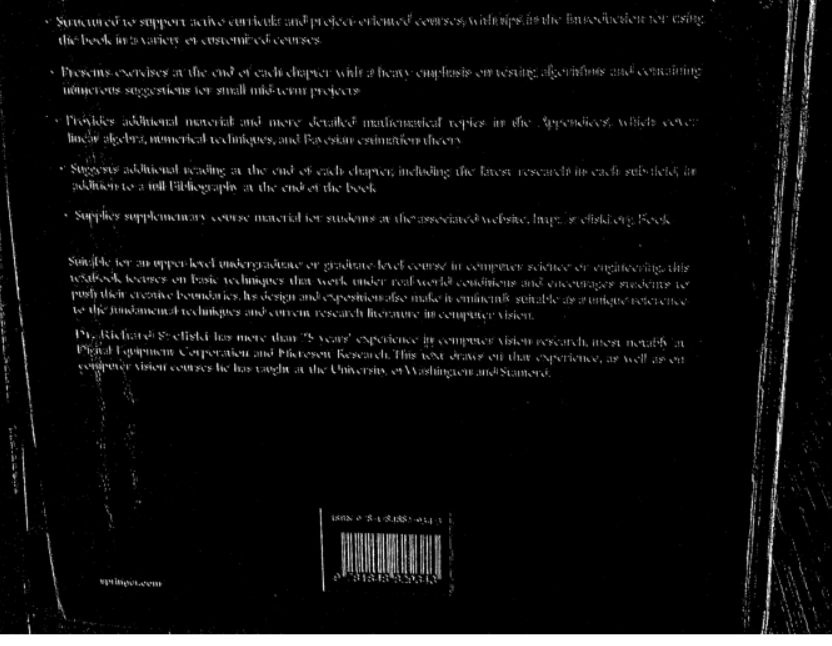 • Structured to support active curricula and project-oriented courses, with tips in the Introduction for using
the book in a variety of customized courses
• Presents exercises at the end of each chapter with a heavy emphasis on testing algorithms and containing
numerous suggestions for small mid-term projects
• Provides additional material and more detailed mathematical topics in the Appendices, which cover
linear algebra, numerical techniques, and Bayesian estimation theory
• Suggests additional reading at the end of each chapter, including the latest research in each sub-field, in
addition to a full Bibliography at the end of the book
• Supplies supplementary course material for students at the associated website, http://szeliski.org/Book
Suitable for an upper-level undergraduate or graduate-level course in computer science or engineering, this
textbook focuses on basic techniques that work under real-world conditions and encourages students to
push their creative boundaries. Its design and exposition also make it eminently suitable as a unique reference
to the fundamental techniques and current research literature in computer vision.
Dr. Richard Szeliski has more than 25 years' experience in computer vision research, most notably at
Digital Equipment Corporation and Microsoft Research. This text draws on that experience, as well as on
computer vision courses he has taught at the University of Washington and Stanford.
ISBN
springer.com